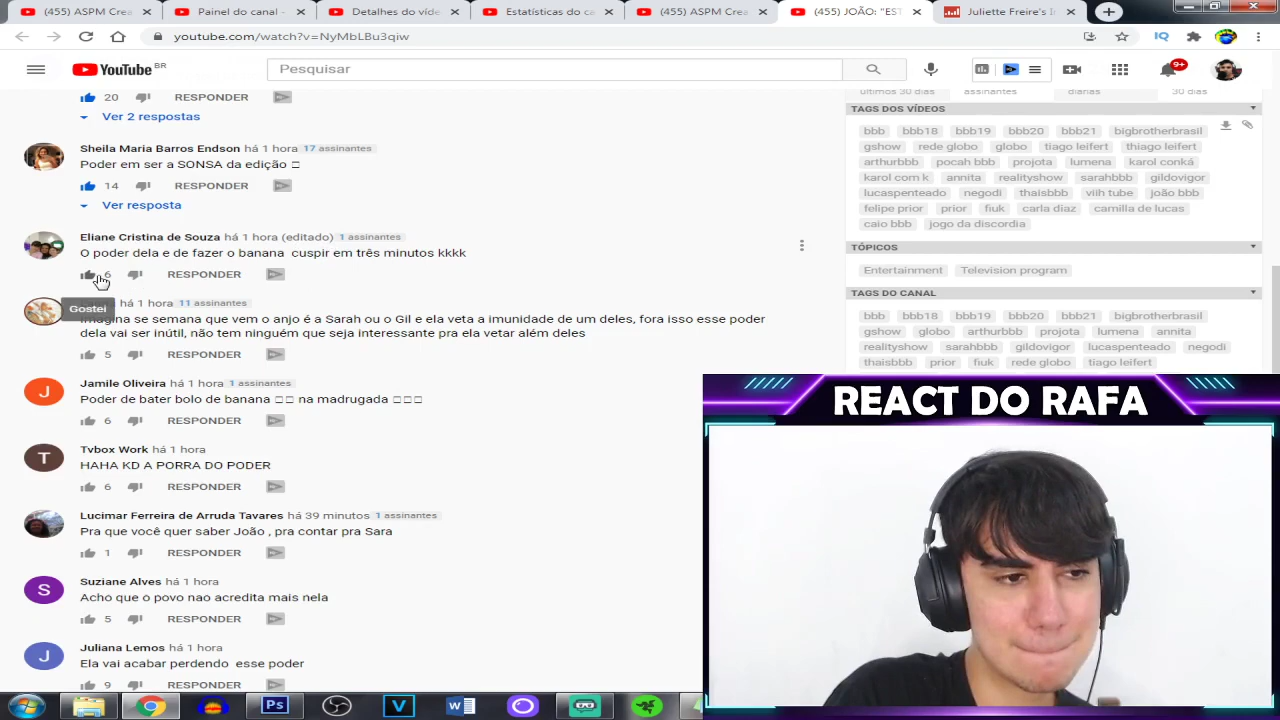 (455) ASPM Crea
Painel do canal -
Detalhes do víde
Estatísticas do ca
(455) ASPM Crea
(455) JOÃO: "EST
Juliette Freire's I
youtube.com/watch?v=NyMbLBu3qiw
IQ
YouTube BR
Pesquisar
9+
20 RESPONDER
Ver 2 respostas
Sheila Maria Barros Endson há 1 hora 17 assinantes
Poder em ser a SONSA da edição □
14 RESPONDER
Ver resposta
Eliane Cristina de Souza há 1 hora (editado) 1 assinantes
O poder dela e de fazer o banana cuspir em três minutos kkkk
6 RESPONDER
Gostei
há 1 hora 11 assinantes
Imagina se semana que vem o anjo é a Sarah ou o Gil e ela veta a imunidade de um deles, fora isso esse poder
dela vai ser inútil, não tem ninguém que seja interessante pra ela vetar além deles
5 RESPONDER
J
Jamile Oliveira há 1 hora 1 assinantes
Poder de bater bolo de banana □□ na madrugada □□□
6 RESPONDER
T
Tvbox Work há 1 hora
HAHA KD A PORRA DO PODER
6 RESPONDER
Lucimar Ferreira de Arruda Tavares há 39 minutos 1 assinantes
Pra que você quer saber João , pra contar pra Sara
1 RESPONDER
S
Suziane Alves há 1 hora
Acho que o povo nao acredita mais nela
5 RESPONDER
J
Juliana Lemos há 1 hora
Ela vai acabar perdendo esse poder
9 RESPONDER
últimos 30 dias assinantes diárias 30 dias
TAGS DOS VÍDEOS
bbb bbb18 bbb19 bbb20 bbb21 bigbrotherbrasil
gshow rede globo globo tiago leifert thiago leifert
arthurbbb pocah bbb projota lumena karol conká
karol com k annita realityshow sarahbbb gildovigor
lucaspenteado negodi thaisbbb viih tube joão bbb
felipe prior prior fiuk carla diaz camilla de lucas
caio bbb jogo da discordia
TÓPICOS
Entertainment Television program
TAGS DO CANAL
bbb bbb18 bbb19 bbb20 bbb21 bigbrotherbrasil
gshow globo arthurbbb projota lumena annita
realityshow sarahbbb gildovigor lucaspenteado negodi
thaisbbb prior fiuk rede globo tiago leifert
REACT DO RAFA
Ps
V
W